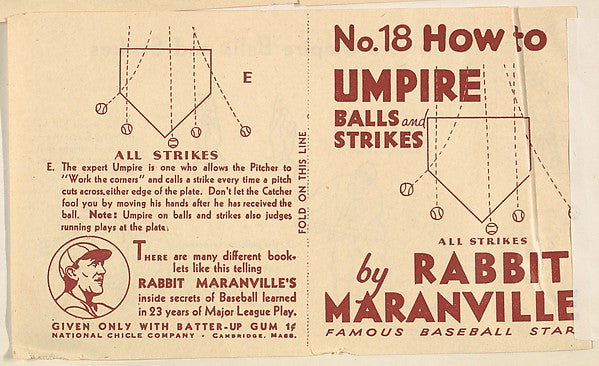 E
ALL STRIKES
E. The expert Umpire is one who allows the Pitcher to
"Work the corners" and calls a strike every time a pitch
cuts across, either edge of the plate. Don't let the Catcher
fool you by moving his hands after he has received the
ball. Note: Umpire on balls and strikes also judges
running plays at the plate.
THERE are many different book-
lets like this telling
RABBIT MARANVILLE'S
inside secrets of Baseball learned
in 23 years of Major League Play.
GIVEN ONLY WITH BATTER-UP GUM 1¢
NATIONAL CHICLE COMPANY · CAMBRIDGE, MASS.
FOLD ON THIS LINE
No. 18 HOW to
UMPIRE
BALLS and
STRIKES
ALL STRIKES
by RABBIT
MARANVILLE
FAMOUS BASEBALL STAR